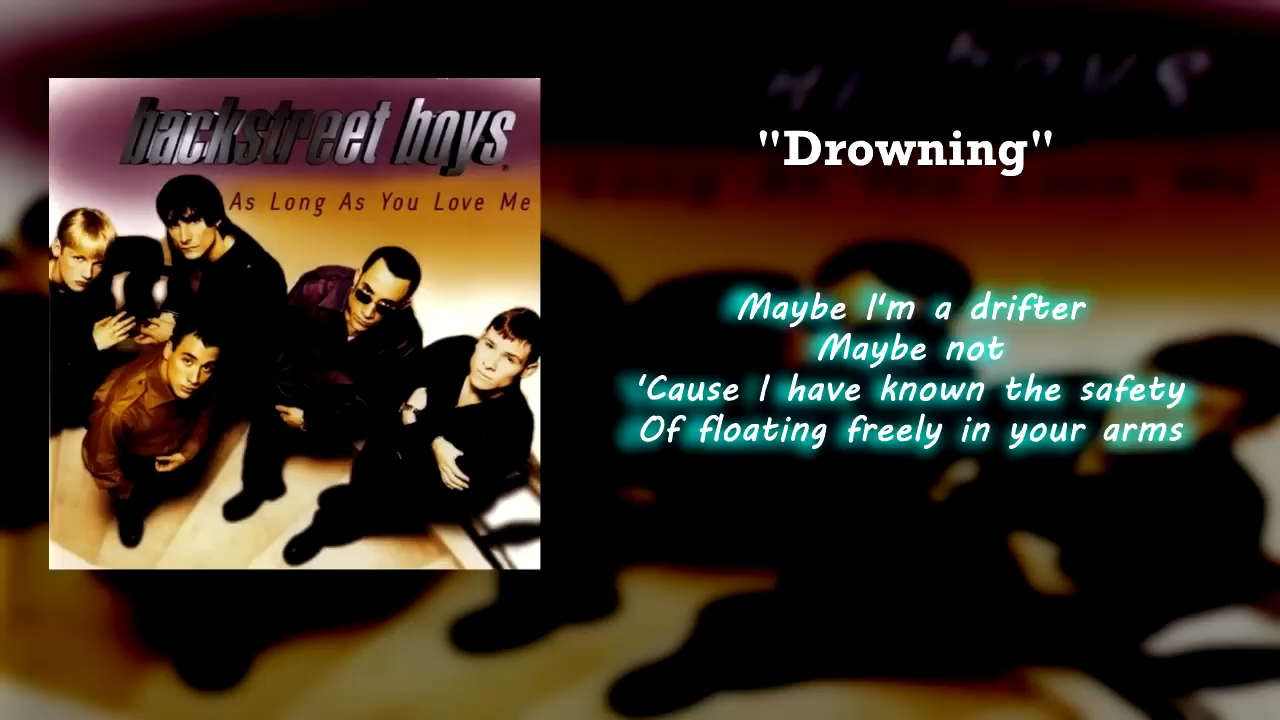 backstreet boys
As Long As You Love Me
"Drowning"
Maybe I'm a drifter
Maybe not
'Cause I have known the safety
Of floating freely in your arms